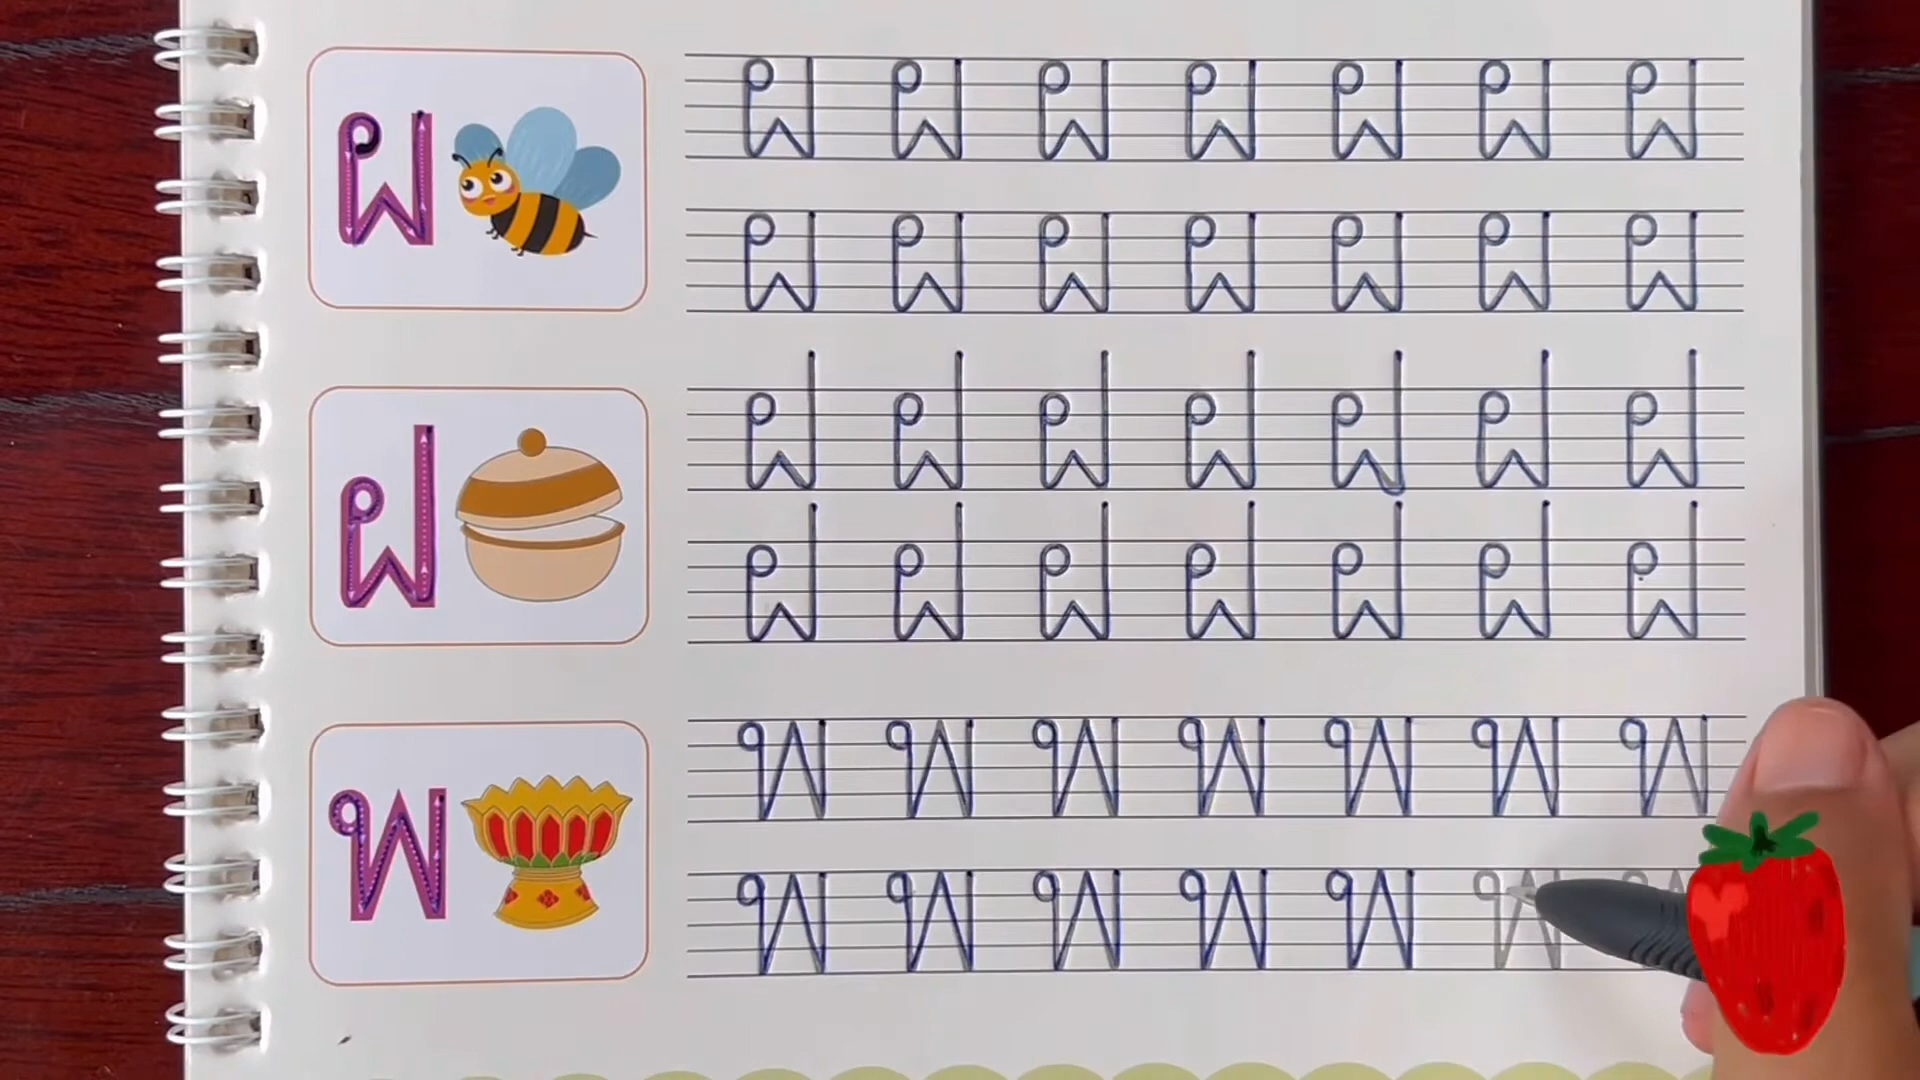 ผ
ผ ผ ผ ผ ผ ผ ผ
ผ ผ ผ ผ ผ ผ ผ
ฝ
ฝ ฝ ฝ ฝ ฝ ฝ ฝ
ฝ ฝ ฝ ฝ ฝ ฝ ฝ
พ
พ พ พ พ พ พ พ
พ พ พ พ พ พ